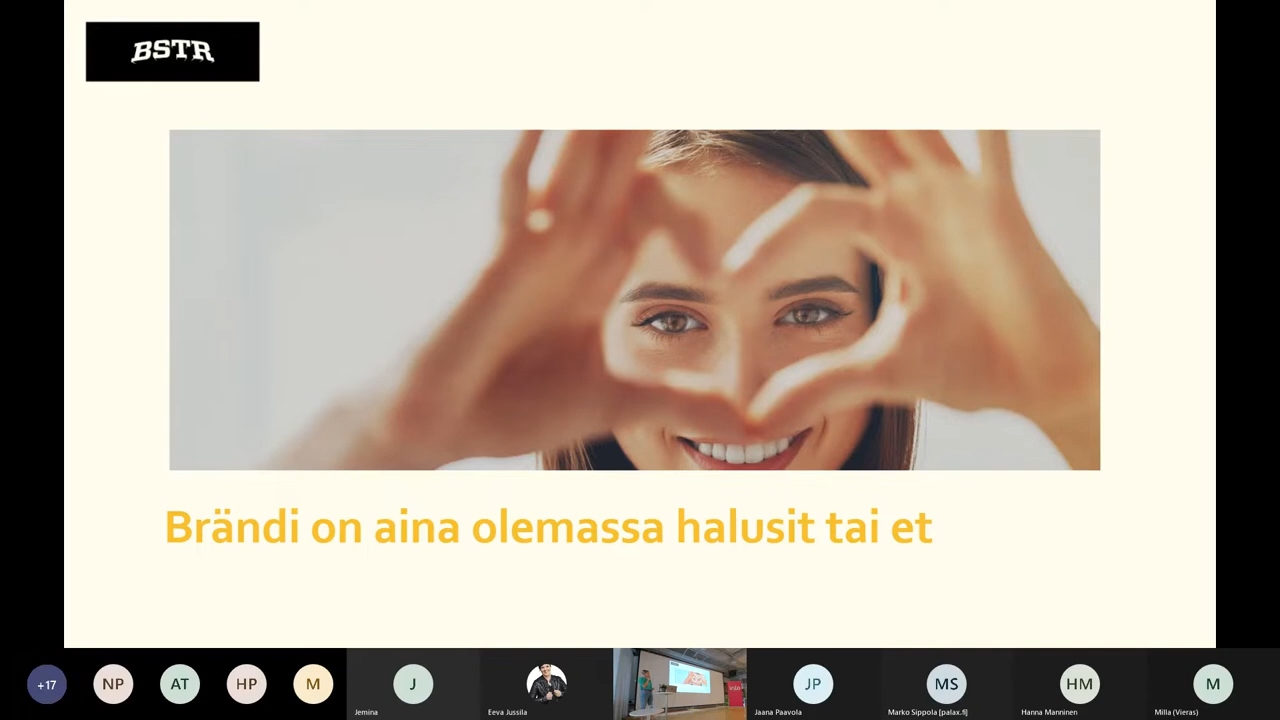 BSTR
Brändi on aina olemassa halusit tai et
+17
NP
AT
HP
M
J
JP
MS
HM
M
Jemina
Eeva Jussila
Jaana Paavola
Marko Sippola [palax.fi]
Hanna Manninen
Milla (Vieras)